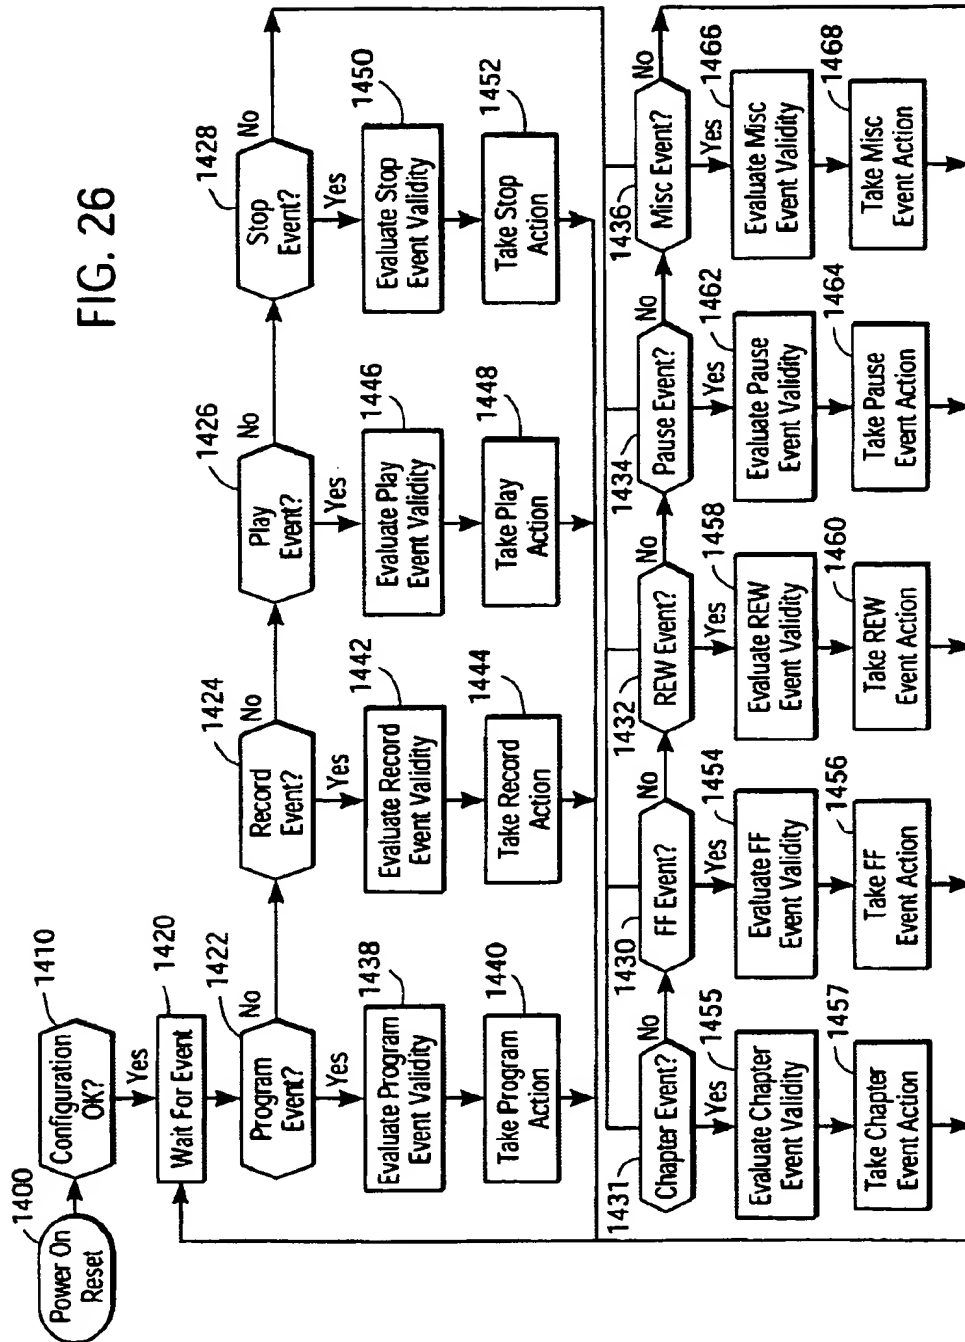 FIG. 26
1400
Power On
Reset
1410
Configuration
OK?
Yes
1420
Wait For Event
1422
Program
Event?
No
Yes
1438
Evaluate Program
Event Validity
1440
Take Program
Action
1424
Record
Event?
No
Yes
1442
Evaluate Record
Event Validity
1444
Take Record
Action
1426
Play
Event?
No
Yes
1446
Evaluate Play
Event Validity
1448
Take Play
Action
1428
Stop
Event?
No
Yes
1450
Evaluate Stop
Event Validity
1452
Take Stop
Action
1431
Chapter Event?
No
Yes
1455
Evaluate Chapter
Event Validity
1457
Take Chapter
Event Action
1430
FF Event?
No
Yes
1454
Evaluate FF
Event Validity
1456
Take FF
Event Action
1432
REW Event?
No
Yes
1458
Evaluate REW
Event Validity
1460
Take REW
Event Action
1434
Pause Event?
No
Yes
1462
Evaluate Pause
Event Validity
1464
Take Pause
Event Action
1436
Misc Event?
No
Yes
1466
Evaluate Misc
Event Validity
1468
Take Misc
Event Action